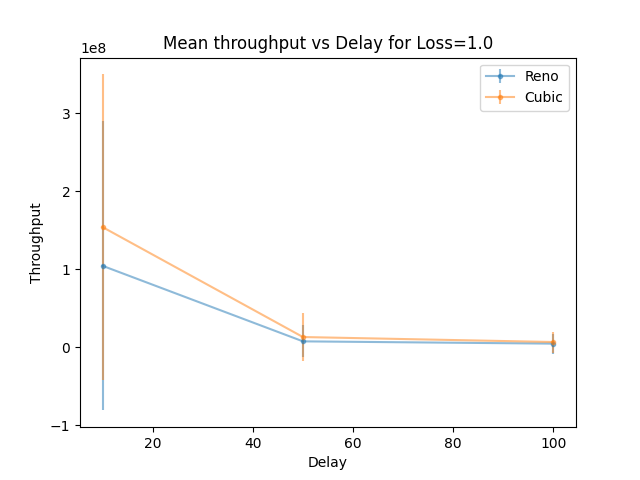 Mean throughput vs Delay for Loss=1.0
1e8
Reno
Cubic
3
2
1
0
−1
Throughput
20
40
60
80
100
Delay